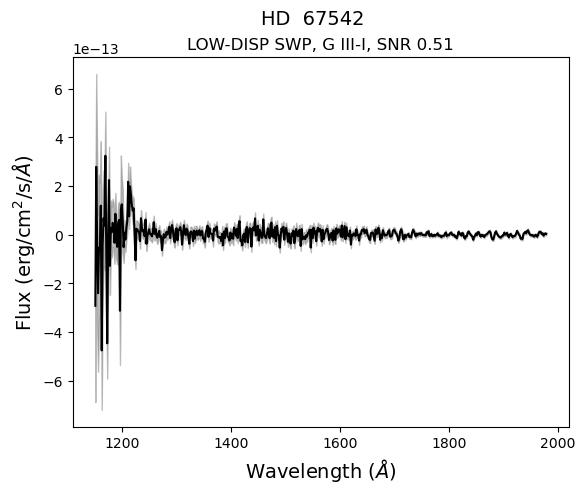 HD  67542
LOW-DISP SWP, G III-I, SNR 0.51
1e−13
6
4
2
0
−2
−4
−6
Flux (erg/cm²/s/Å)
1200 1400 1600 1800 2000
Wavelength (Å)